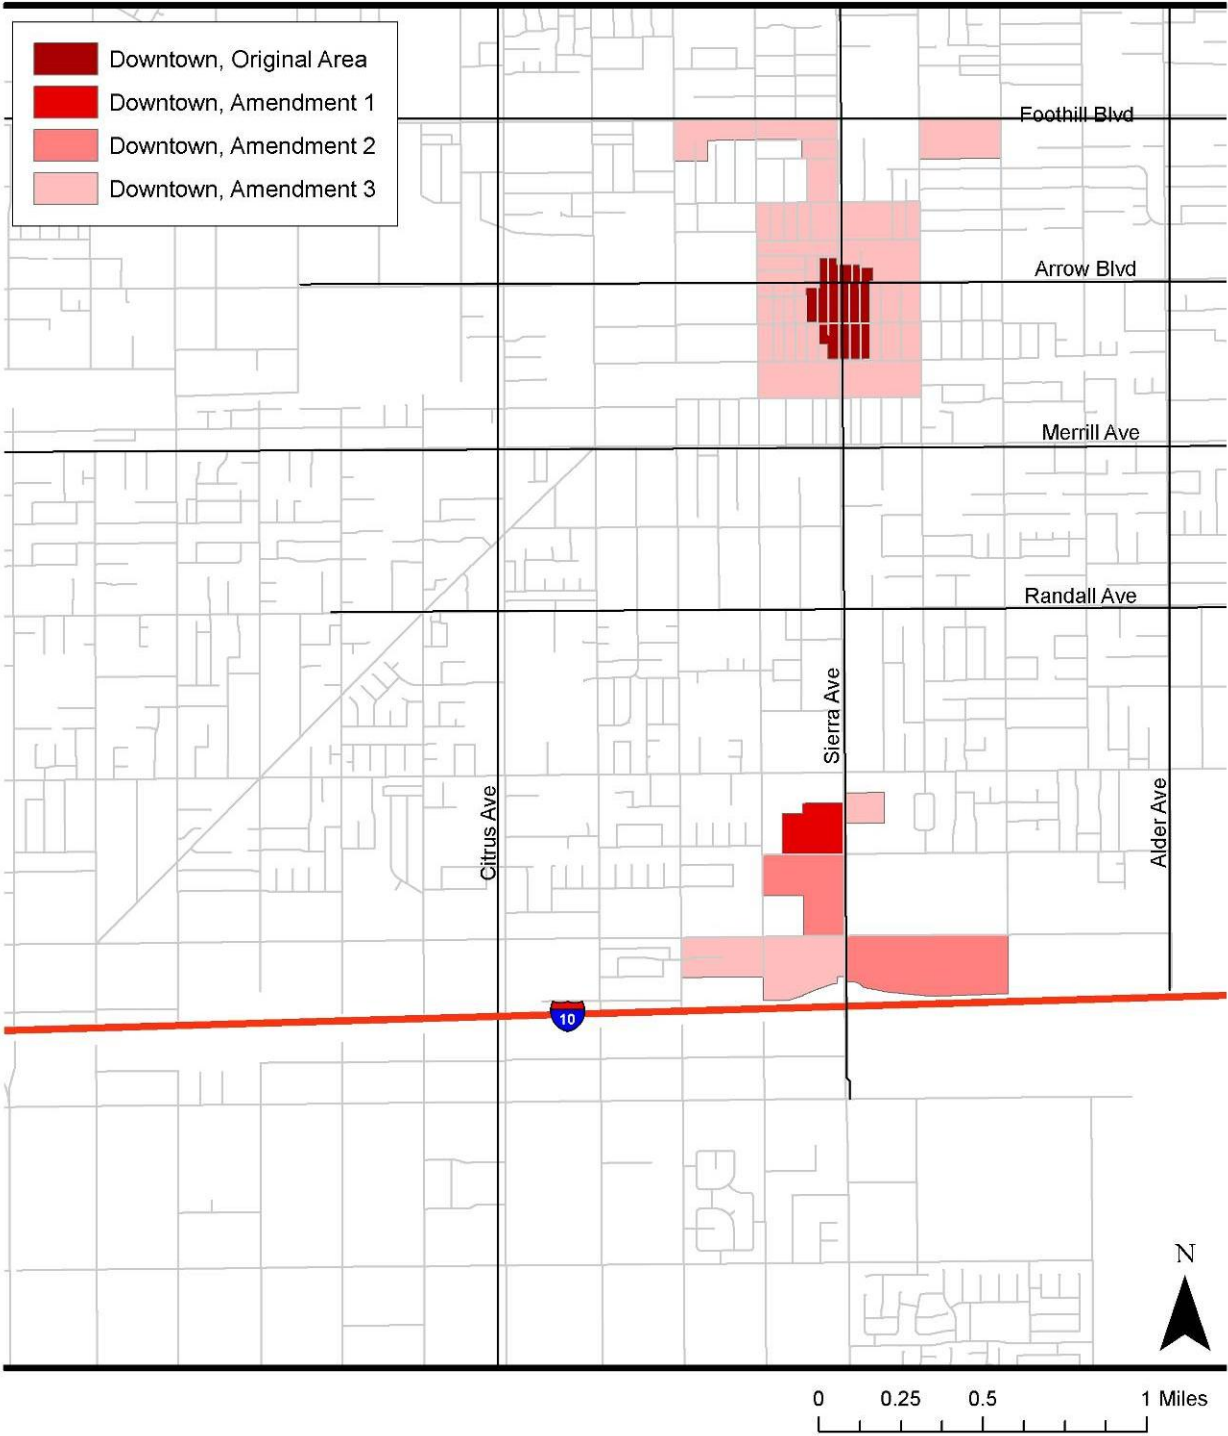 Downtown, Original Area
Downtown, Amendment 1
Downtown, Amendment 2
Downtown, Amendment 3
Foothill Blvd
Arrow Blvd
Merrill Ave
Randall Ave
Sierra Ave
Citrus Ave
Alder Ave
10
N
0 0.25 0.5 1 Miles